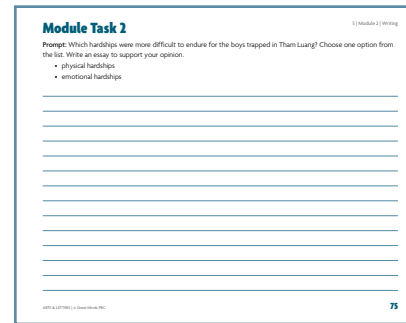 5 | Module 2 | Writing
Module Task 2
Prompt: Which hardships were more difficult to endure for the boys trapped in Tham Luang? Choose one option from
the list. Write an essay to support your opinion.
• physical hardships
• emotional hardships
ARTS & LETTERS | © Great Minds PBC
75